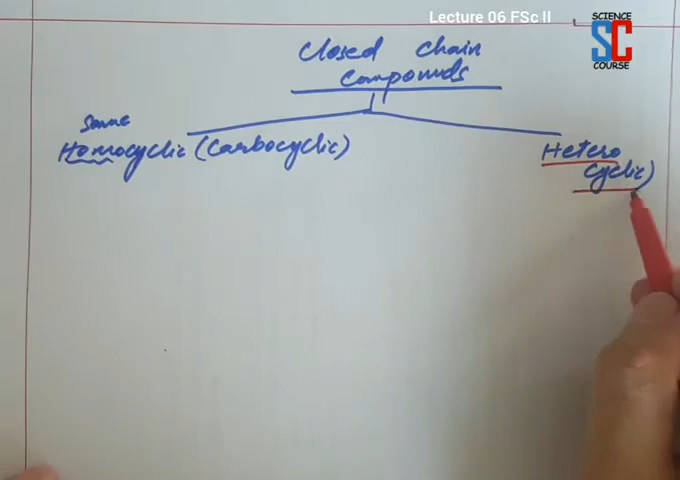 Lecture 06 FSc II
SCIENCE
SC
COURSE
Closed Chain
Compounds
Same
Homocyclic (Carbocyclic)
Hetero
Cyclic)